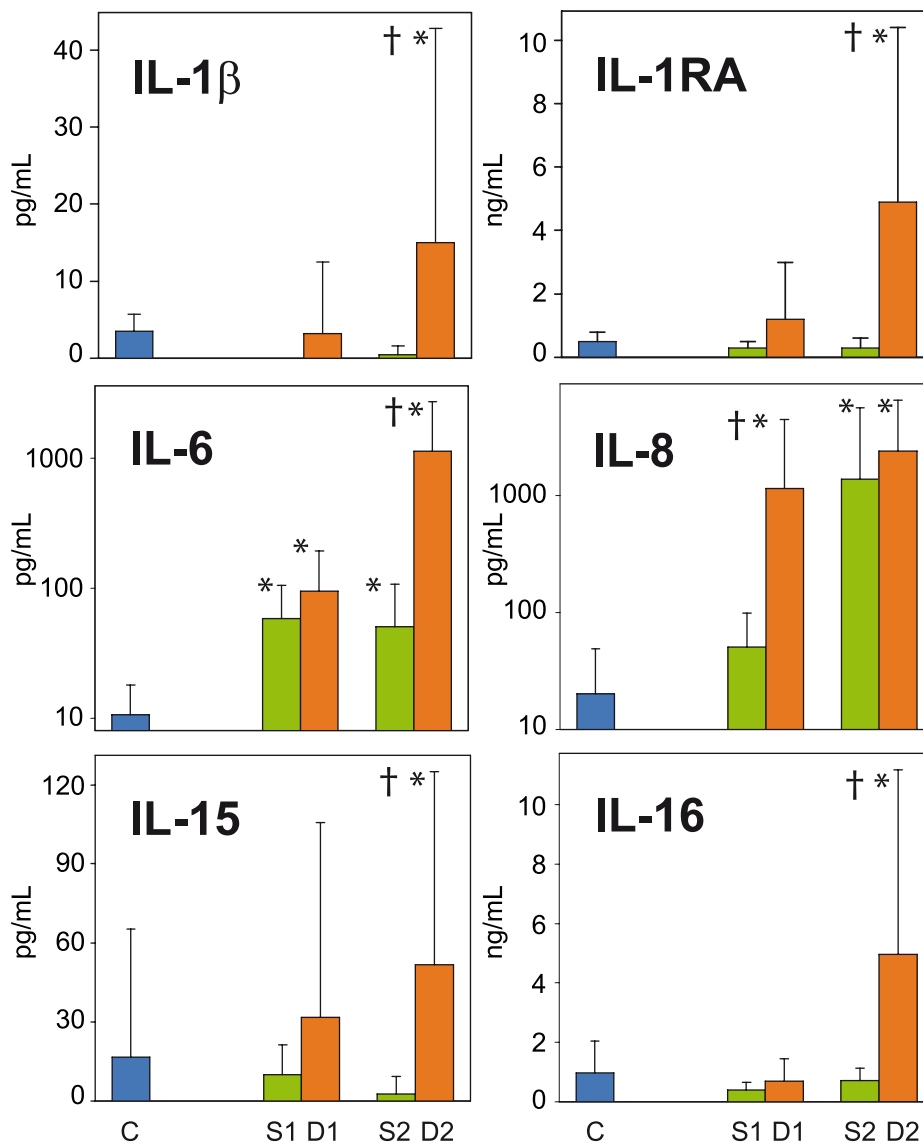 † *
IL-1β
40
30
20
10
0
pg/mL
† *
IL-1RA
10
8
6
4
2
0
ng/mL
† *
IL-6
1000
100
10
pg/mL
*
*
*
† *
* *
IL-8
1000
100
10
pg/mL
† *
IL-15
120
90
60
30
0
pg/mL
† *
IL-16
10
8
6
4
2
0
ng/mL
C S1 D1 S2 D2
C S1 D1 S2 D2